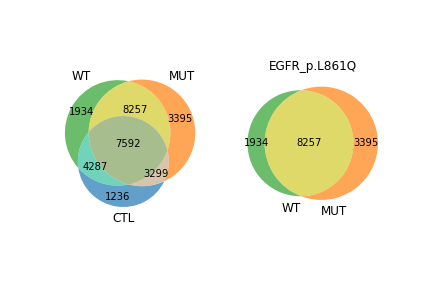 WT
MUT
1934
8257
3395
7592
4287
3299
1236
CTL
EGFR_p.L861Q
1934
8257
3395
WT
MUT